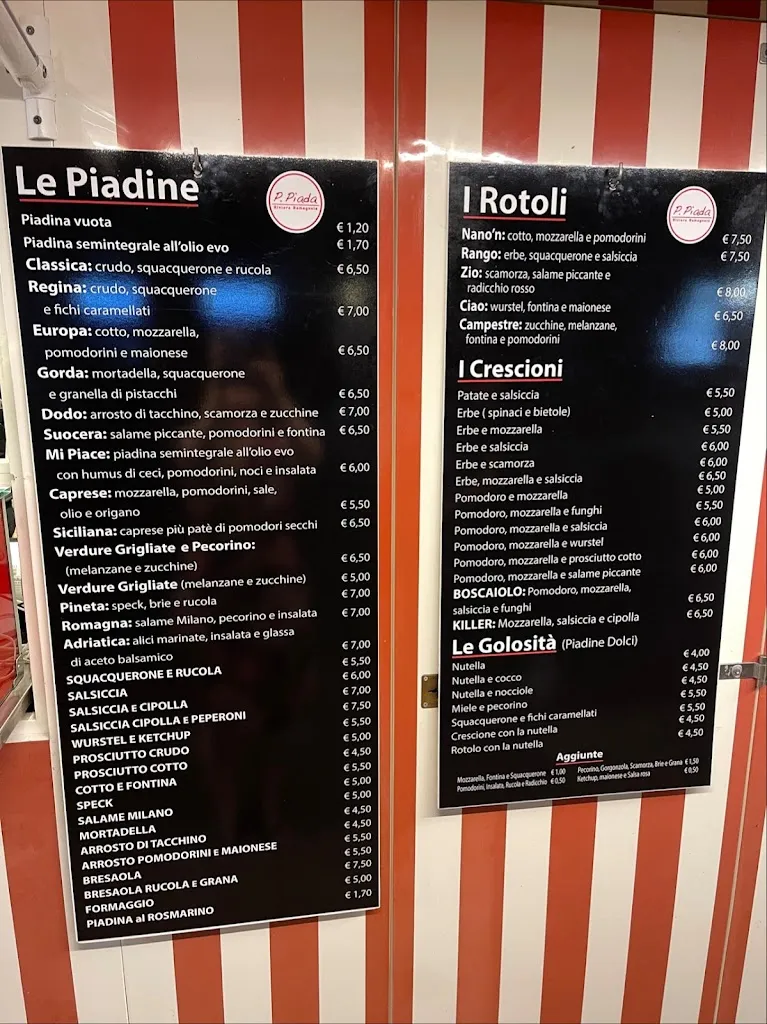 Le Piadine
P. Piada
Riviera Romagnola
Piadina vuota € 1,20
Piadina semintegrale all'olio evo € 1,70
Classica: crudo, squacquerone e rucola € 6,50
Regina: crudo, squacquerone
e fichi caramellati € 7,00
Europa: cotto, mozzarella,
pomodorini e maionese € 6,50
Gorda: mortadella, squacquerone
e granella di pistacchi € 6,50
Dodo: arrosto di tacchino, scamorza e zucchine € 7,00
Suocera: salame piccante, pomodorini e fontina € 6,50
Mi Piace: piadina semintegrale all'olio evo
con humus di ceci, pomodorini, noci e insalata € 6,00
Caprese: mozzarella, pomodorini, sale,
olio e origano € 5,50
Siciliana: caprese più patè di pomodori secchi € 6,50
Verdure Grigliate e Pecorino:
(melanzane e zucchine) € 6,50
Verdure Grigliate (melanzane e zucchine) € 5,00
Pineta: speck, brie e rucola € 7,00
Romagna: salame Milano, pecorino e insalata € 7,00
Adriatica: alici marinate, insalata e glassa
di aceto balsamico € 7,00
SQUACQUERONE E RUCOLA € 5,50
SALSICCIA € 6,00
SALSICCIA E CIPOLLA € 7,00
SALSICCIA CIPOLLA E PEPERONI € 7,50
WURSTEL E KETCHUP € 5,50
PROSCIUTTO CRUDO € 5,00
PROSCIUTTO COTTO € 4,50
COTTO E FONTINA € 5,50
SPECK € 5,00
SALAME MILANO € 5,00
MORTADELLA € 4,50
ARROSTO DI TACCHINO € 4,50
ARROSTO POMODORINI E MAIONESE € 5,50
BRESAOLA € 5,50
BRESAOLA RUCOLA E GRANA € 7,50
FORMAGGIO € 5,00
PIADINA al ROSMARINO € 1,70
I Rotoli
P. Piada
Riviera Romagnola
Nano'n: cotto, mozzarella e pomodorini € 7,50
Rango: erbe, squacquerone e salsiccia € 7,50
Zio: scamorza, salame piccante e
radicchio rosso € 8,00
Ciao: wurstel, fontina e maionese € 6,50
Campestre: zucchine, melanzane,
fontina e pomodorini € 8,00
I Crescioni
Patate e salsiccia € 5,50
Erbe ( spinaci e bietole) € 5,00
Erbe e mozzarella € 5,50
Erbe e salsiccia € 6,00
Erbe e scamorza € 6,00
Erbe, mozzarella e salsiccia € 6,50
Pomodoro e mozzarella € 5,00
Pomodoro, mozzarella e funghi € 5,50
Pomodoro, mozzarella e salsiccia € 6,00
Pomodoro, mozzarella e wurstel € 6,00
Pomodoro, mozzarella e prosciutto cotto € 6,00
Pomodoro, mozzarella e salame piccante € 6,00
BOSCAIOLO: Pomodoro, mozzarella,
salsiccia e funghi € 6,50
KILLER: Mozzarella, salsiccia e cipolla € 6,50
Le Golosità (Piadine Dolci)
Nutella € 4,00
Nutella e cocco € 4,50
Nutella e nocciole € 4,50
Miele e pecorino € 5,50
Squacquerone e fichi caramellati € 5,50
Crescione con la nutella € 4,50
Rotolo con la nutella € 4,50
Aggiunte
Mozzarella, Fontina e Squacquerone € 1,00 Pecorino, Gorgonzola, Scamorza, Brie e Grana € 1,50
Pomodorini, Insalata, Rucola e Radicchio € 0,50 Ketchup, maionese e Salsa rosa € 0,50